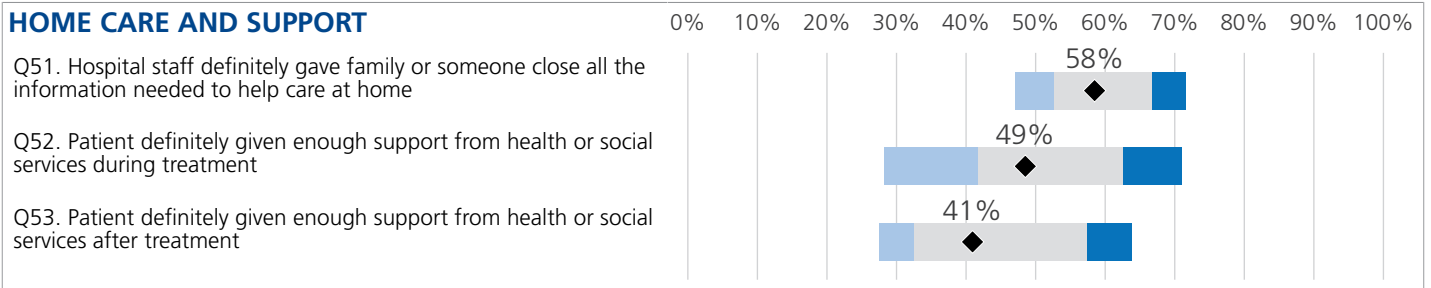 HOME CARE AND SUPPORT
0% 10% 20% 30% 40% 50% 60% 70% 80% 90% 100%
Q51. Hospital staff definitely gave family or someone close all the
information needed to help care at home
58%
Q52. Patient definitely given enough support from health or social
services during treatment
49%
Q53. Patient definitely given enough support from health or social
services after treatment
41%